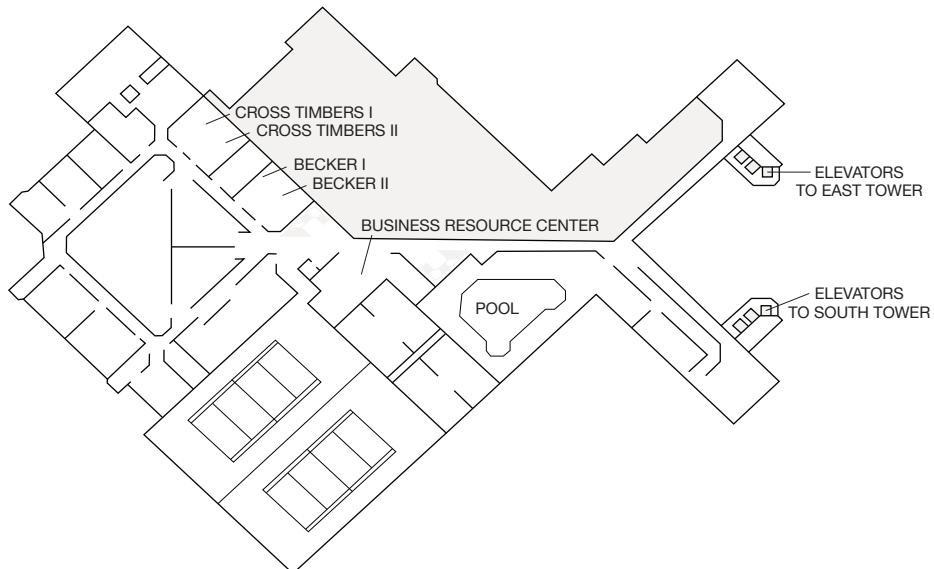 CROSS TIMBERS I
CROSS TIMBERS II
BECKER I
BECKER II
BUSINESS RESOURCE CENTER
ELEVATORS
TO EAST TOWER
POOL
ELEVATORS
TO SOUTH TOWER